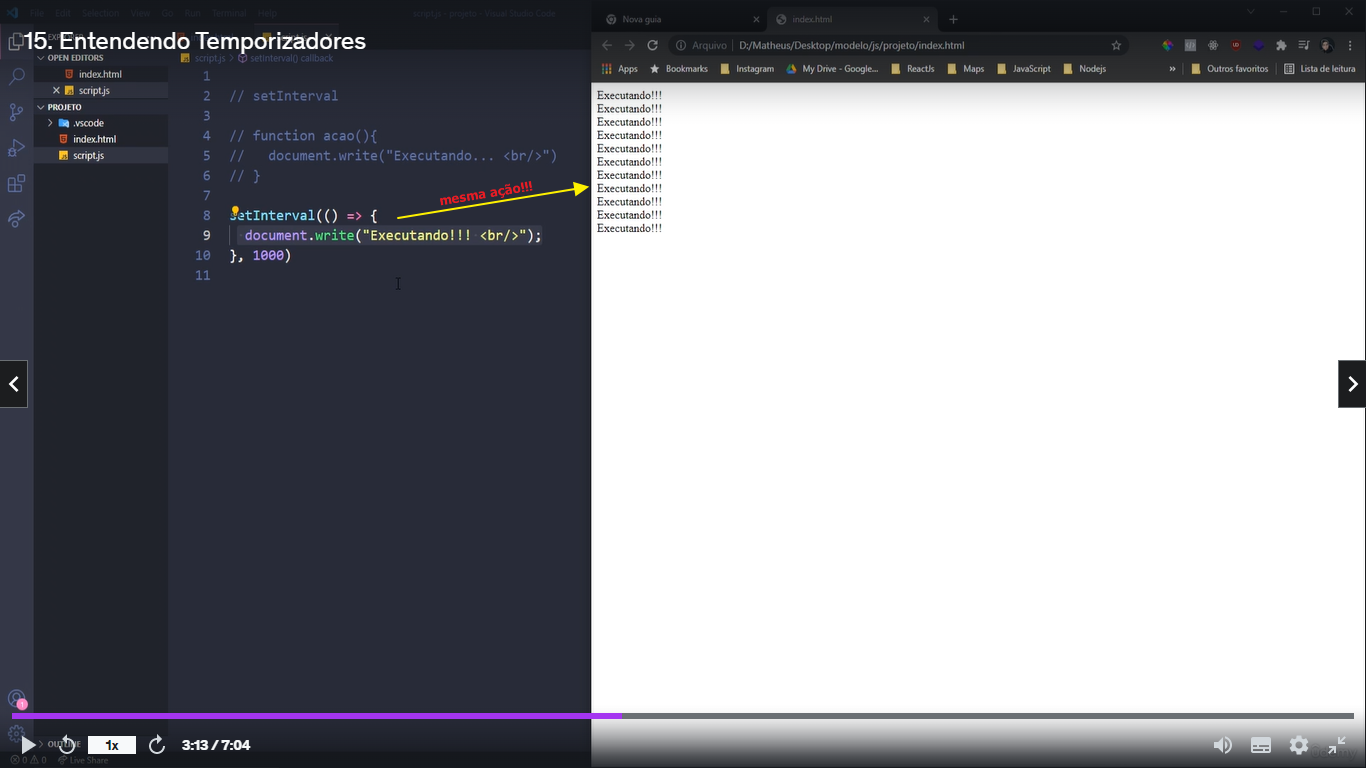 File Edit Selection View Go Run Terminal Help script.js - projeto - Visual Studio Code
15. Entendendo Temporizadores
OPEN EDITORS
index.html
script.js
PROJETO
.vscode
index.html
script.js
script.js > setInterval() callback
1
2 // setInterval
3
4 // function acao(){
5 // document.write("Executando... <br/>")
6 // }
7
8 setInterval(() => {
9 document.write("Executando!!! <br/>");
10 }, 1000)
11
mesma ação!!!
Nova guia
index.html
Arquivo D:/Matheus/Desktop/modelo/js/projeto/index.html
Apps Bookmarks Instagram My Drive - Google... ReactJs Maps JavaScript Nodejs » Outros favoritos Lista de leitura
Executando!!!
Executando!!!
Executando!!!
Executando!!!
Executando!!!
Executando!!!
Executando!!!
Executando!!!
Executando!!!
Executando!!!
Executando!!!
1
OUTLINE
1x
3:13 / 7:04
0 0 Live Share